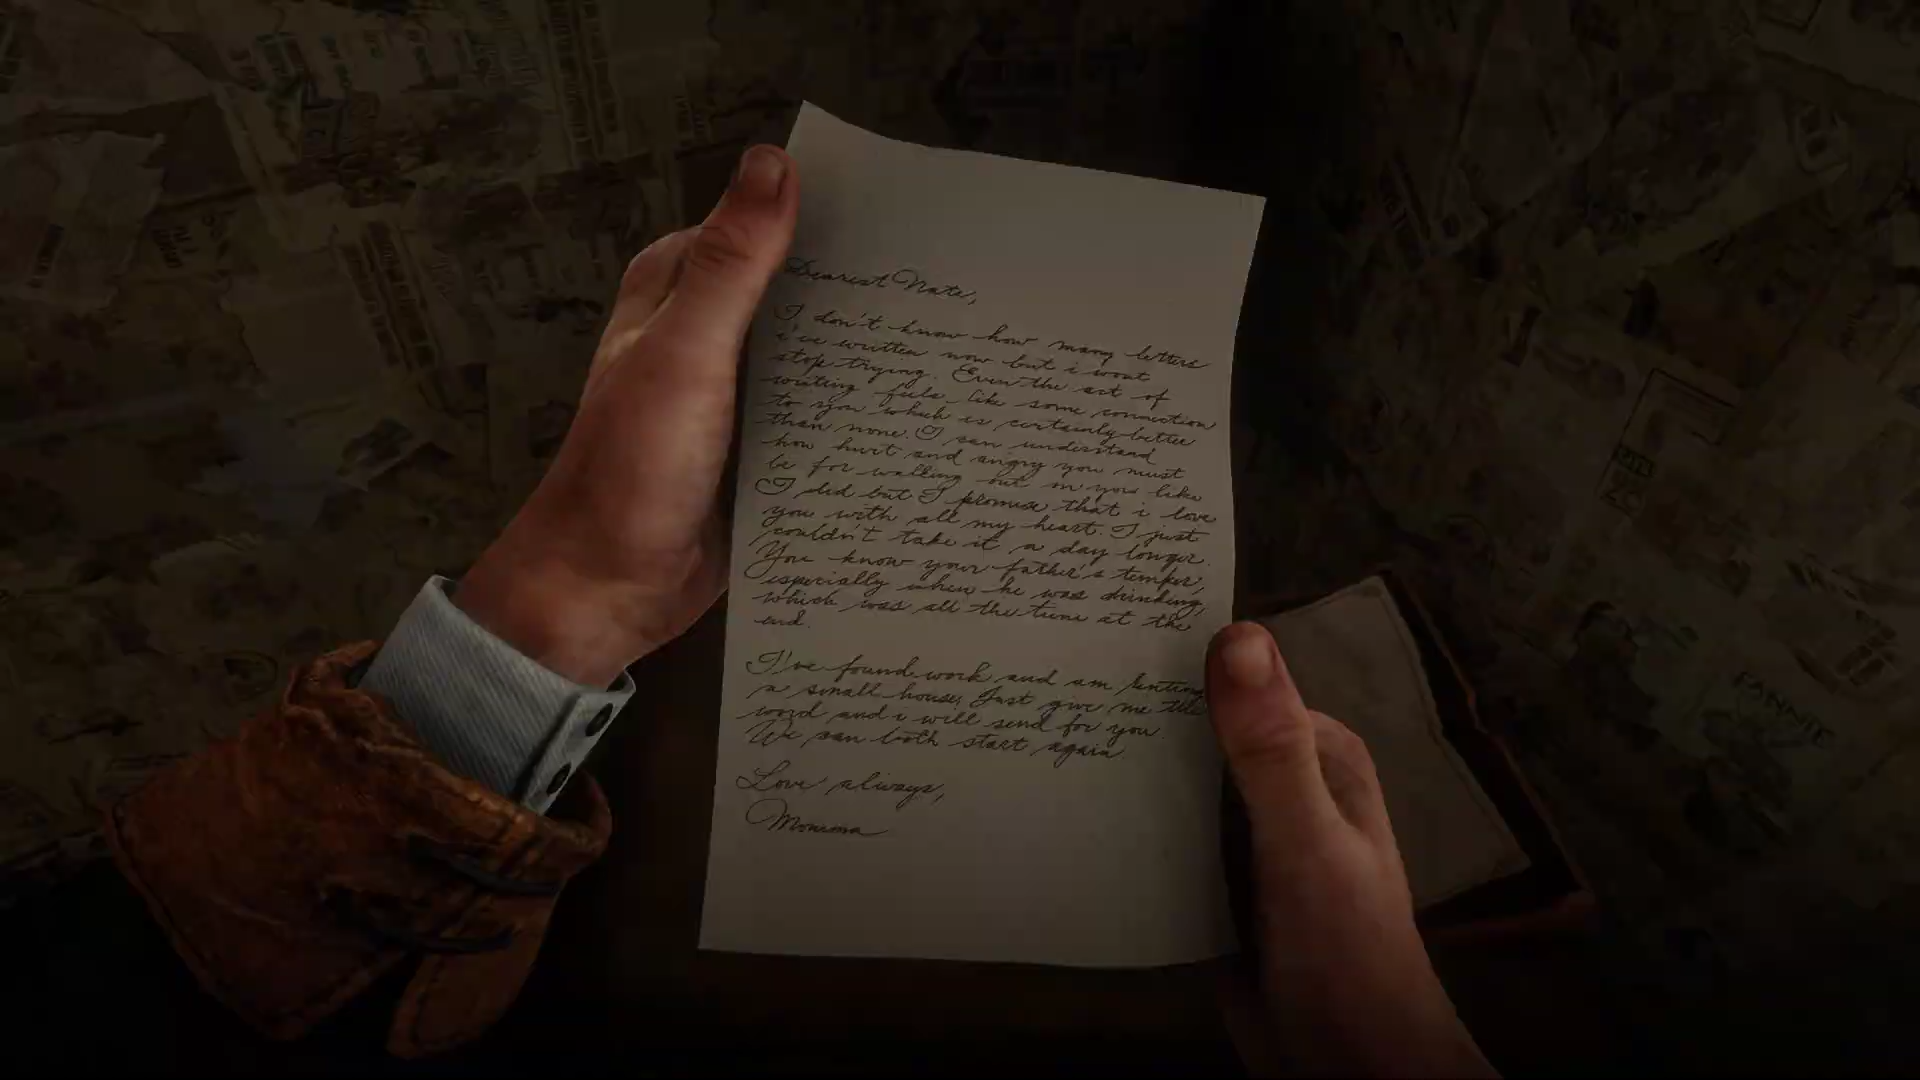 Dearest Nate,
I don't know how many letters
i've written now but i wont
stop trying. Even the act of
writing feels like some connection
to you which is certainly better
than none. I can understand
how hurt and angry you must
be for walking out on you like
I did but I promise that i love
you with all my heart. I just
couldn't take it a day longer.
You know your father's temper,
especially when he was drinking,
which was all the time at the
end.
I've found work and am renting
a small house, Just give me the
word and i will send for you.
We can both start again.
Love always,
Momma
FANNIE